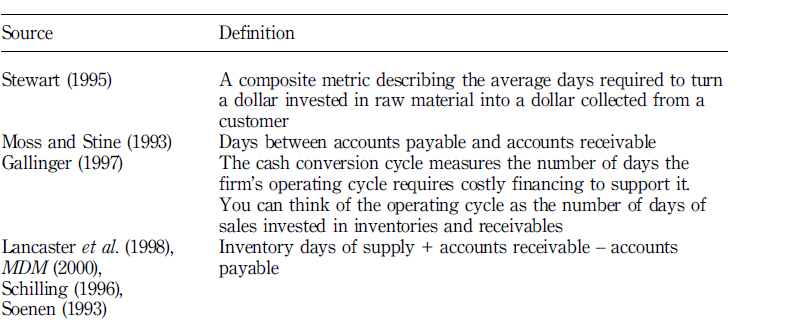 Source Definition
Stewart (1995) A composite metric describing the average days required to turn
a dollar invested in raw material into a dollar collected from a
customer
Moss and Stine (1993) Days between accounts payable and accounts receivable
Gallinger (1997) The cash conversion cycle measures the number of days the
firm's operating cycle requires costly financing to support it.
You can think of the operating cycle as the number of days of
sales invested in inventories and receivables
Lancaster et al. (1998), Inventory days of supply + accounts receivable – accounts
MDM (2000), payable
Schilling (1996),
Soenen (1993)